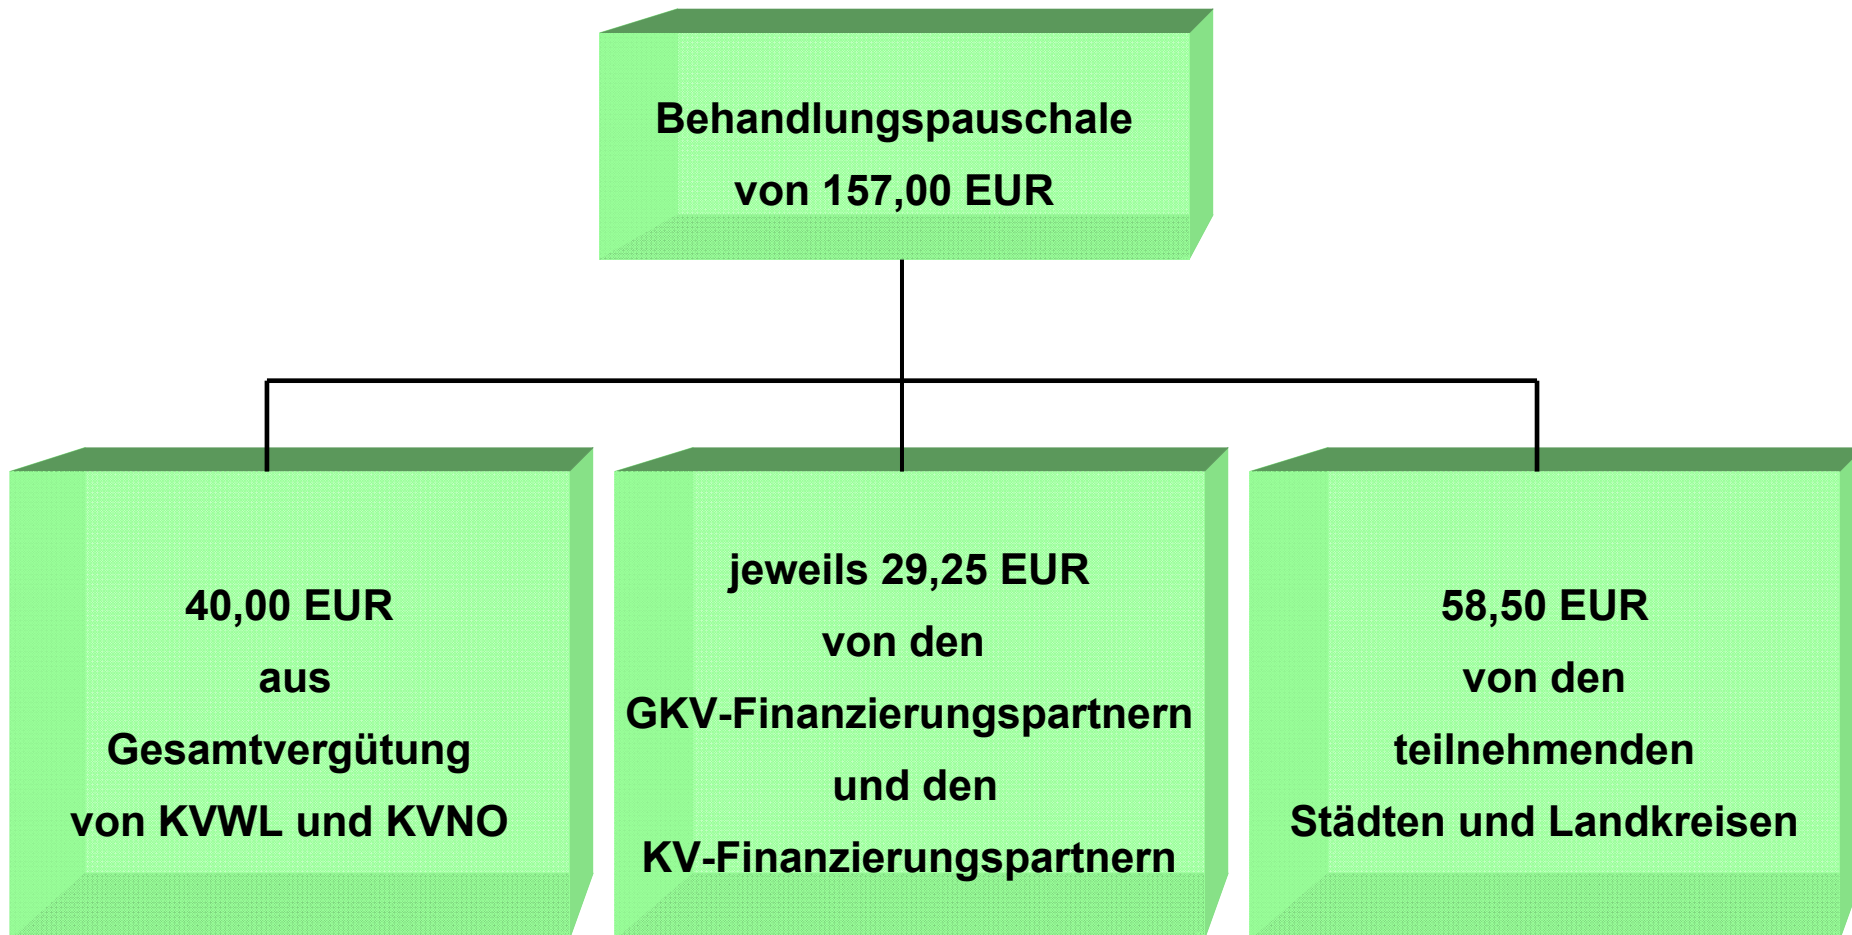 Behandlungspauschale
von 157,00 EUR
40,00 EUR
aus
Gesamtvergütung
von KVWL und KVNO
jeweils 29,25 EUR
von den
GKV-Finanzierungspartnern
und den
KV-Finanzierungspartnern
58,50 EUR
von den
teilnehmenden
Städten und Landkreisen